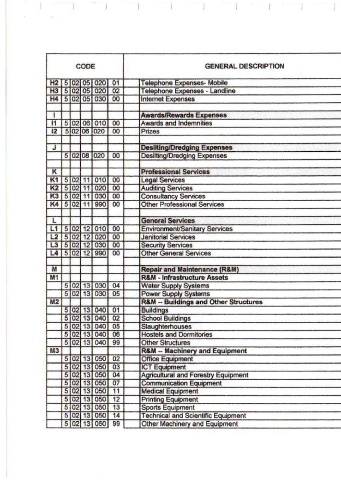 CODE GENERAL DESCRIPTION
H2 5 02 05 020 01 Telephone Expenses- Mobile
H3 5 02 05 020 02 Telephone Expenses - Landline
H4 5 02 05 030 00 Internet Expenses
I Awards/Rewards Expenses
I1 5 02 06 010 00 Awards and Indemnities
I2 5 02 06 020 00 Prizes
J Desilting/Dredging Expenses
5 02 08 020 00 Desilting/Dredging Expenses
K Professional Services
K1 5 02 11 010 00 Legal Services
K2 5 02 11 020 00 Auditing Services
K3 5 02 11 030 00 Consultancy Services
K4 5 02 11 990 00 Other Professional Services
L General Services
L1 5 02 12 010 00 Environment/Sanitary Services
L2 5 02 12 020 00 Janitorial Services
L3 5 02 12 030 00 Security Services
L4 5 02 12 990 00 Other General Services
M Repair and Maintenance (R&M)
M1 R&M - Infrastructure Assets
5 02 13 030 04 Water Supply Systems
5 02 13 030 05 Power Supply Systems
M2 R&M -- Buildings and Other Structures
5 02 13 040 01 Buildings
5 02 13 040 02 School Buildings
5 02 13 040 05 Slaughterhouses
5 02 13 040 06 Hostels and Dormitories
5 02 13 040 99 Other Structures
M3 R&M -- Machinery and Equipment
5 02 13 050 02 Office Equipment
5 02 13 050 03 ICT Equipment
5 02 13 050 04 Agricultural and Forestry Equipment
5 02 13 050 07 Communication Equipment
5 02 13 050 11 Medical Equipment
5 02 13 050 12 Printing Equipment
5 02 13 050 13 Sports Equipment
5 02 13 050 14 Technical and Scientific Equipment
5 02 13 050 99 Other Machinery and Equipment